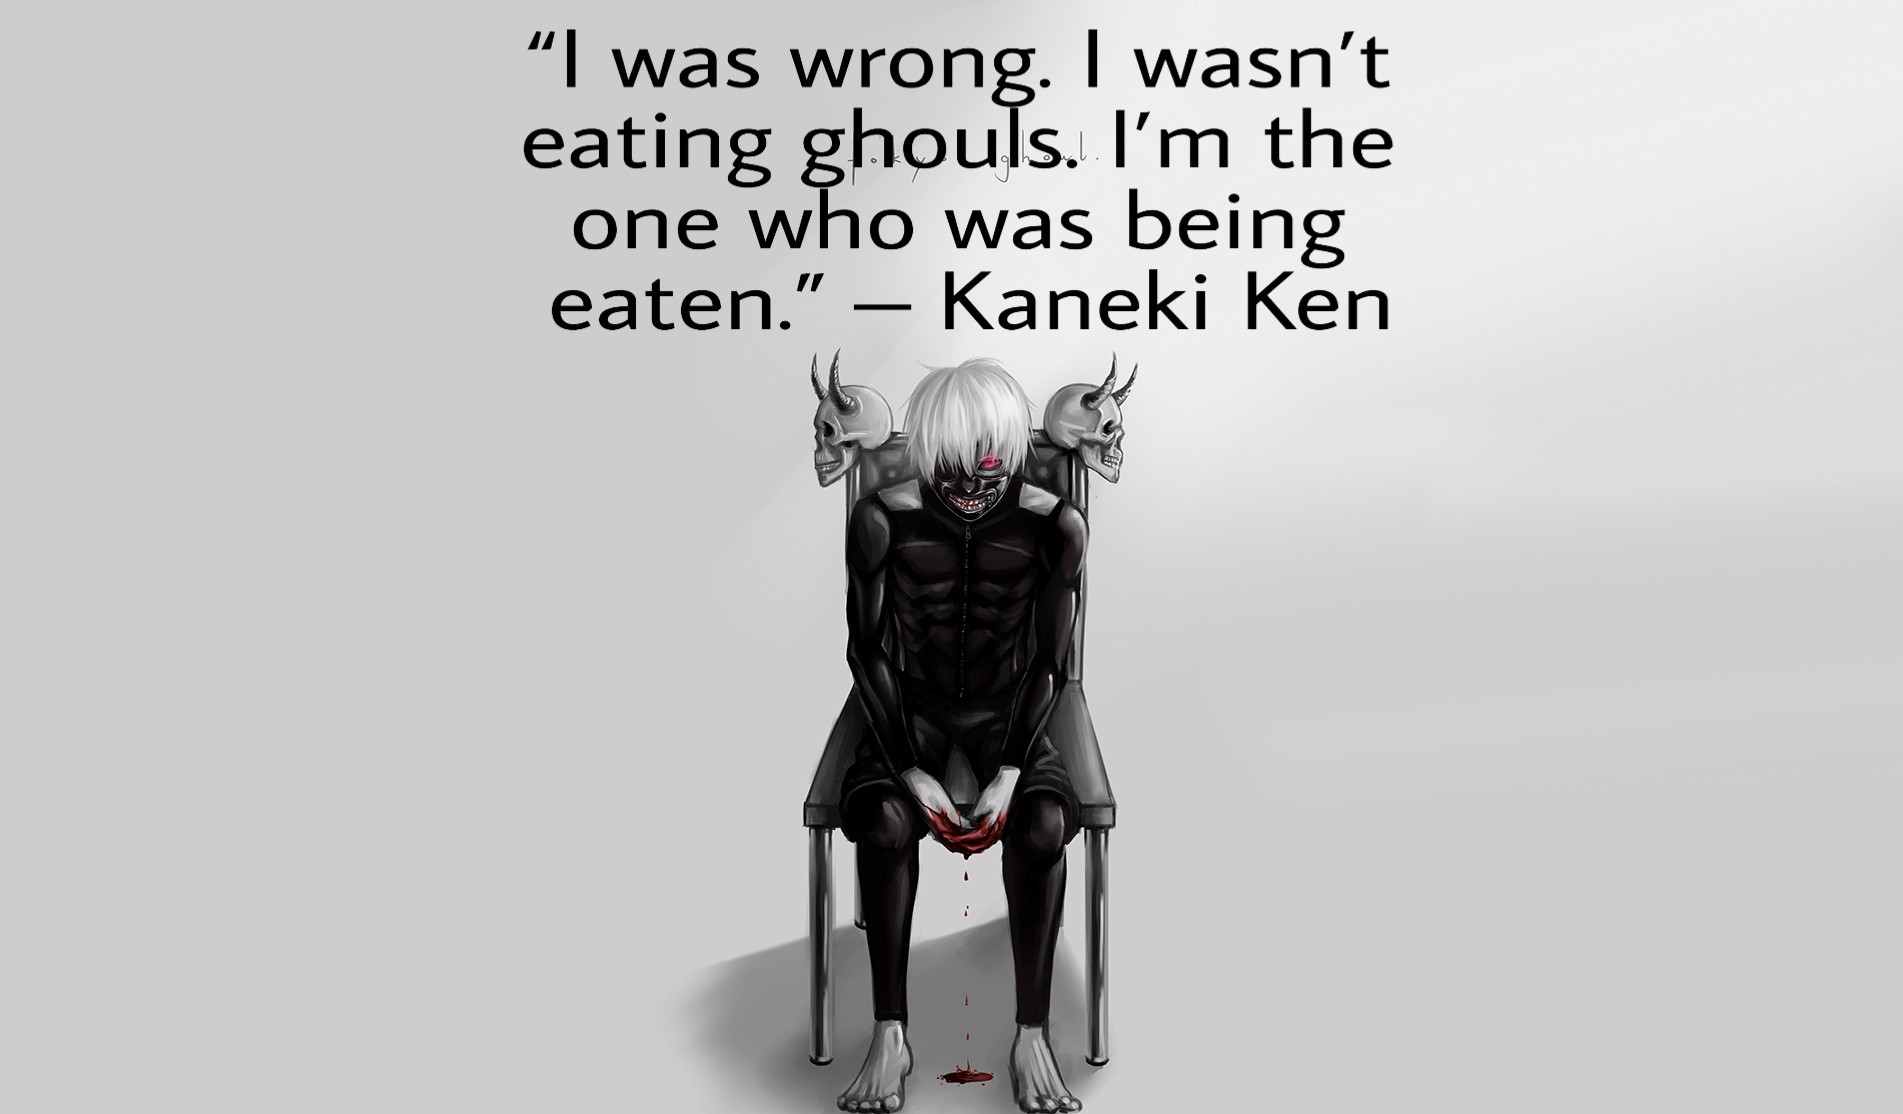 “I was wrong. I wasn’t
eating ghouls. I’m the
tokyo ghoul.
one who was being
eaten.” – Kaneki Ken